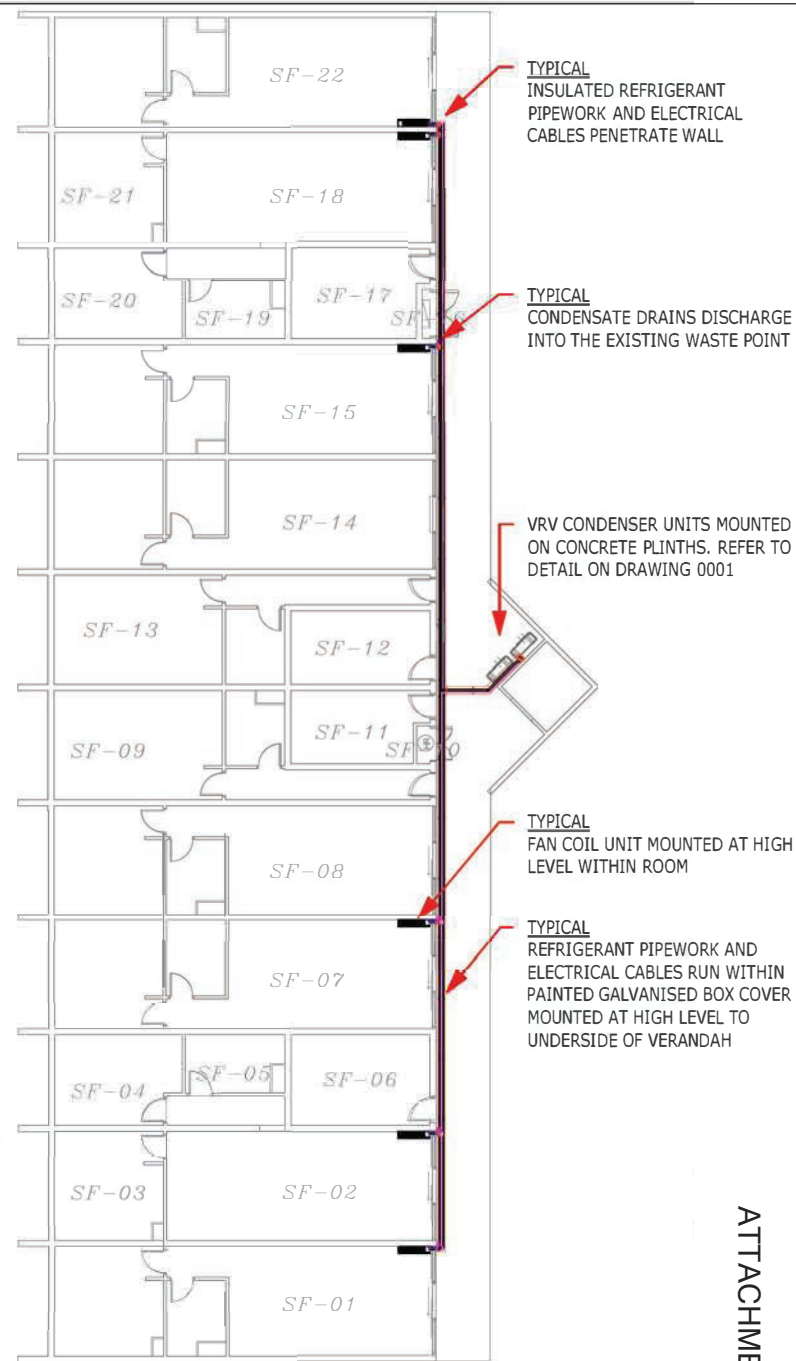 SF-22
TYPICAL
INSULATED REFRIGERANT
PIPEWORK AND ELECTRICAL
CABLES PENETRATE WALL
SF-21
SF-18
SF-20
SF-19
SF-17
TYPICAL
CONDENSATE DRAINS DISCHARGE
INTO THE EXISTING WASTE POINT
SF-15
SF-14
VRV CONDENSER UNITS MOUNTED
ON CONCRETE PLINTHS. REFER TO
DETAIL ON DRAWING 0001
SF-13
SF-12
SF-11
SF-09
SF-08
TYPICAL
FAN COIL UNIT MOUNTED AT HIGH
LEVEL WITHIN ROOM
SF-07
TYPICAL
REFRIGERANT PIPEWORK AND
ELECTRICAL CABLES RUN WITHIN
PAINTED GALVANISED BOX COVER
MOUNTED AT HIGH LEVEL TO
UNDERSIDE OF VERANDAH
SF-05
SF-06
SF-04
SF-03
SF-02
SF-01